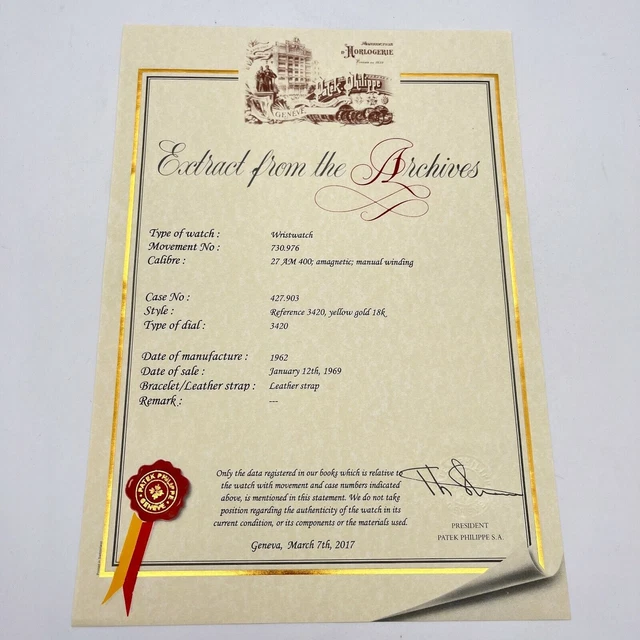 D'HORLOGERIE
Patek Philippe
GENÈVE
Extract from the Archives
Type of watch : Wristwatch
Movement No : 730.976
Calibre : 27 AM 400; amagnetic; manual winding
Case No : 427.903
Style : Reference 3420, yellow gold 18k
Type of dial : 3420
Date of manufacture : 1962
Date of sale : January 12th, 1969
Bracelet/Leather strap : Leather strap
Remark : ---
Only the data registered in our books which is relative to
the watch with movement and case numbers indicated
above, is mentioned in this statement. We do not take
position regarding the authenticity of the watch in its
current condition, or its components or the materials used.
Geneva, March 7th, 2017
PRESIDENT
PATEK PHILIPPE S.A.
PATEK PHILIPPE
GENÈVE